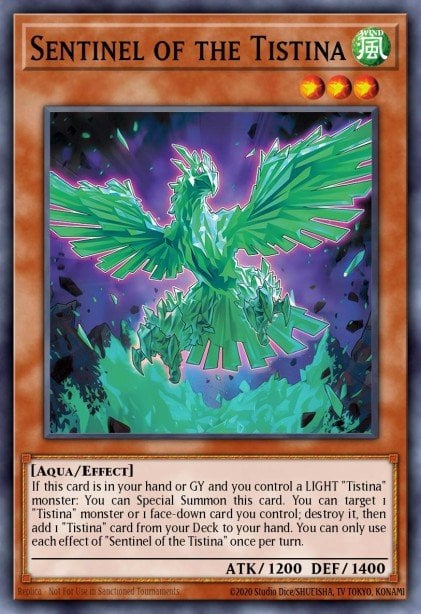 SENTINEL OF THE TISTINA
WIND
風
[AQUA/EFFECT]
If this card is in your hand or GY and you control a LIGHT "Tistina"
monster: You can Special Summon this card. You can target 1
"Tistina" monster or 1 face-down card you control; destroy it, then
add 1 "Tistina" card from your Deck to your hand. You can only use
each effect of "Sentinel of the Tistina" once per turn.
ATK/1200 DEF/1400
Replica - Not For Use in Sanctioned Tournaments
©2020 Studio Dice/SHUEISHA, TV TOKYO, KONAMI